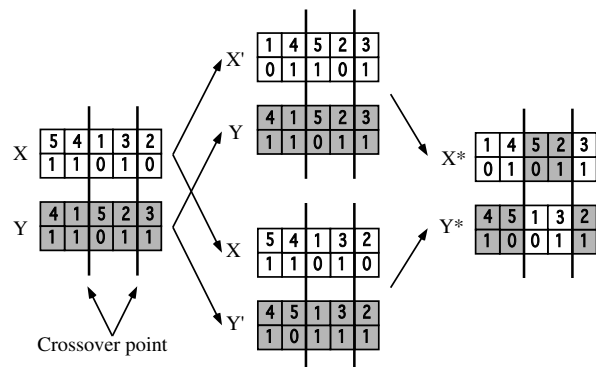 X
5 4 1 3 2
1 1 0 1 0
Y
4 1 5 2 3
1 1 0 1 1
Crossover point
X'
1 4 5 2 3
0 1 1 0 1
Y
4 1 5 2 3
1 1 0 1 1
X
5 4 1 3 2
1 1 0 1 0
Y'
4 5 1 3 2
1 0 1 1 1
X*
1 4 5 2 3
0 1 0 1 1
Y*
4 5 1 3 2
1 0 0 1 1